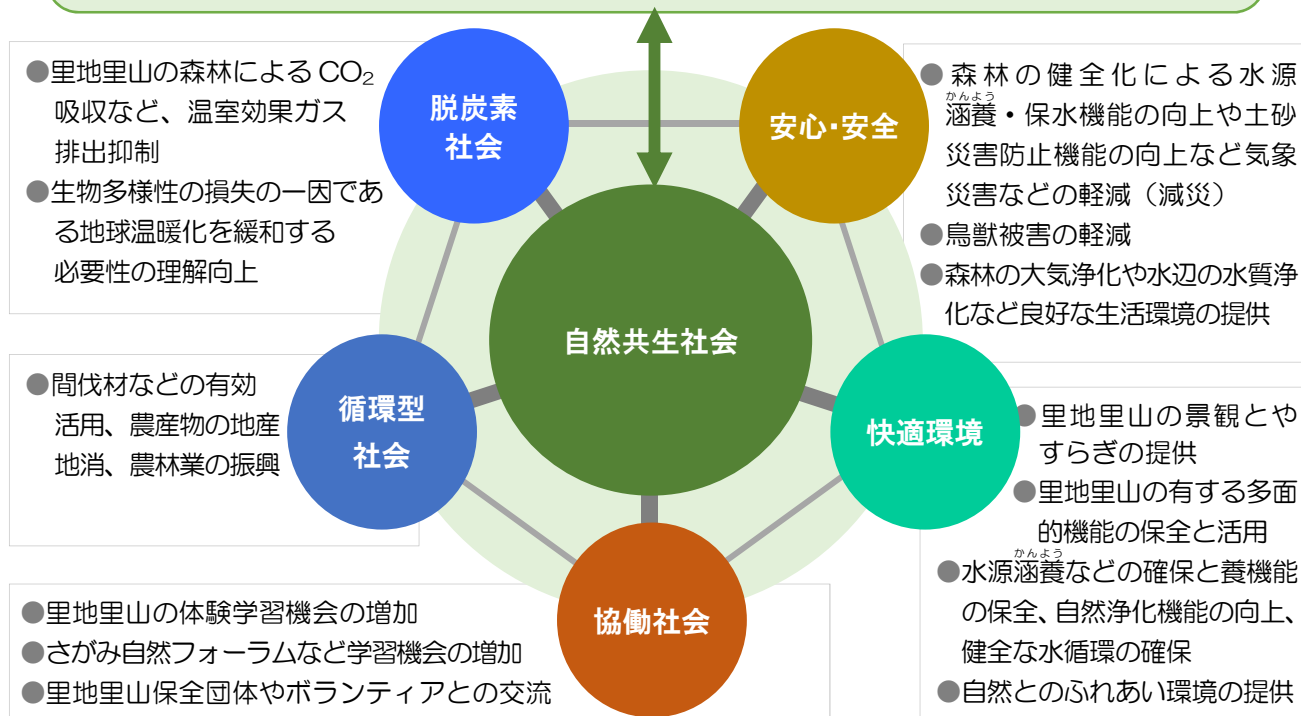 ●里地里山の森林による CO₂
吸収など、温室効果ガス
排出抑制
●生物多様性の損失の一因であ
る地球温暖化を緩和する
必要性の理解向上
脱炭素
社会
安心・安全
●森林の健全化による水源
かんよう
涵養・保水機能の向上や土砂
災害防止機能の向上など気象
災害などの軽減(減災)
●鳥獣被害の軽減
●森林の大気浄化や水辺の水質浄
化など良好な生活環境の提供
自然共生社会
●間伐材などの有効
活用、農産物の地産
地消、農林業の振興
循環型
社会
快適環境
●里地里山の景観とや
すらぎの提供
●里地里山の有する多面
的機能の保全と活用
かんよう
●水源涵養などの確保と養機能
の保全、自然浄化機能の向上、
健全な水循環の確保
●自然とのふれあい環境の提供
協働社会
●里地里山の体験学習機会の増加
●さがみ自然フォーラムなど学習機会の増加
●里地里山保全団体やボランティアとの交流